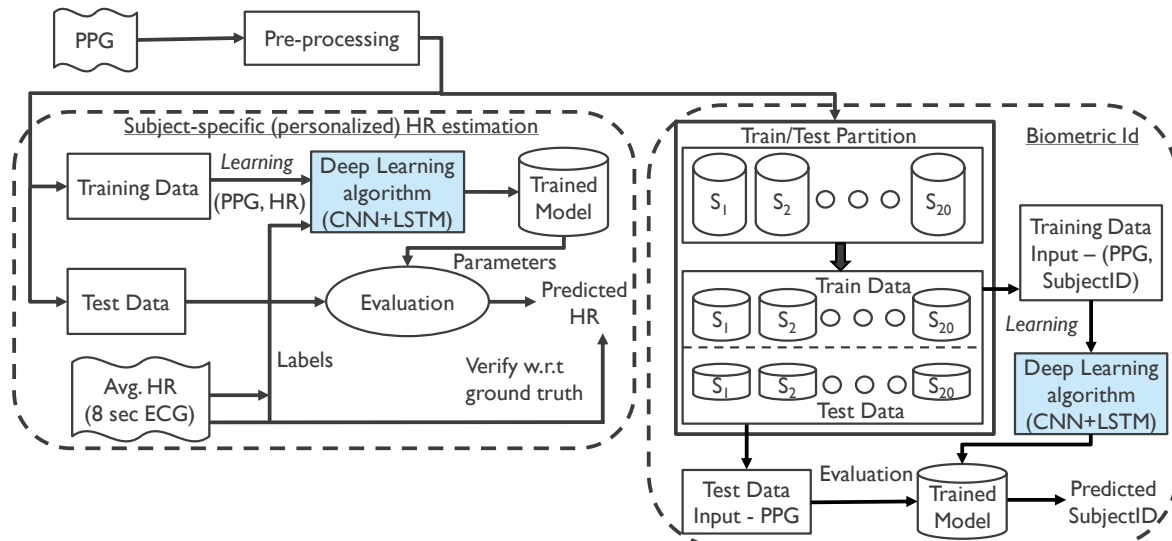 PPG
Pre-processing
Subject-specific (personalized) HR estimation
Training Data
Learning
(PPG, HR)
Deep Learning
algorithm
(CNN+LSTM)
Trained
Model
Parameters
Test Data
Evaluation
Predicted
HR
Labels
Avg. HR
(8 sec ECG)
Verify w.r.t
ground truth
Biometric Id
Train/Test Partition
S1 S2 S20
Train Data
S1 S2 S20
S1 S2 S20
Test Data
Training Data
Input – (PPG,
SubjectID)
Learning
Deep Learning
algorithm
(CNN+LSTM)
Test Data
Input - PPG
Evaluation
Trained
Model
Predicted
SubjectID